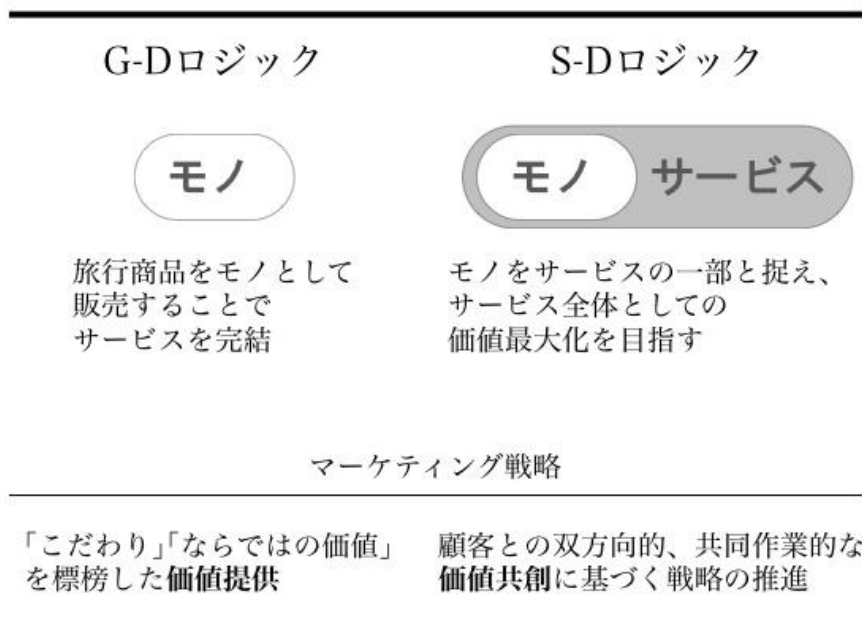 G-Dロジック
S-Dロジック
モノ
モノ サービス
旅行商品をモノとして
販売することで
サービスを完結
モノをサービスの一部と捉え、
サービス全体としての
価値最大化を目指す
マーケティング戦略
「こだわり」「ならではの価値」
を標榜した価値提供
顧客との双方向的、共同作業的な
価値共創に基づく戦略の推進